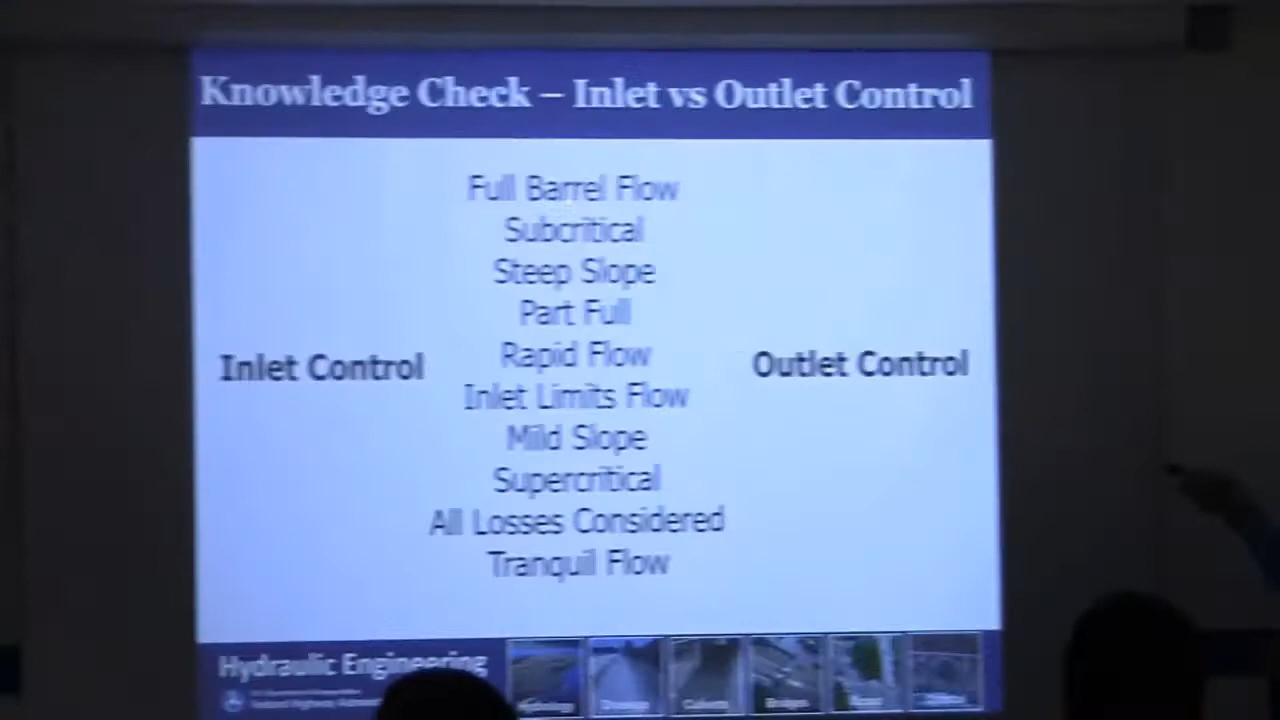 Knowledge Check – Inlet vs Outlet Control
Full Barrel Flow
Subcritical
Steep Slope
Part Full
Rapid Flow
Inlet Control
Outlet Control
Inlet Limits Flow
Mild Slope
Supercritical
All Losses Considered
Tranquil Flow
Hydraulic Engineering